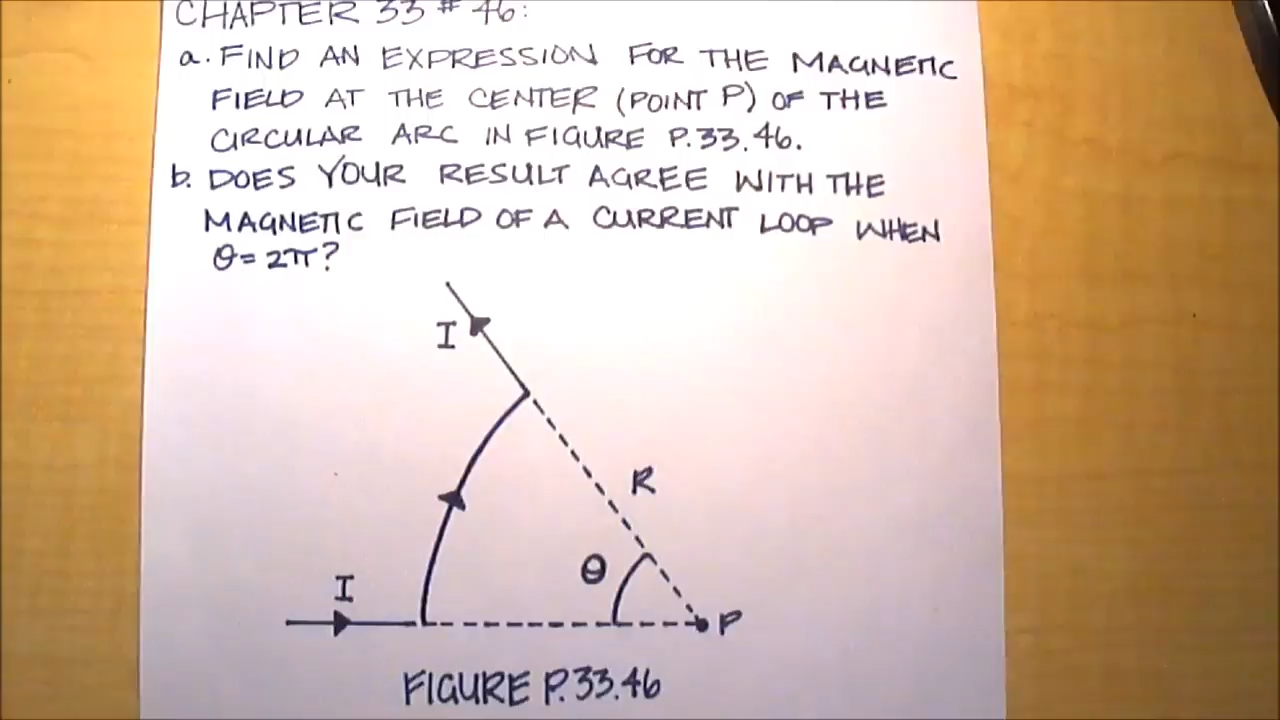 CHAPTER 33 # 46:
a. FIND AN EXPRESSION FOR THE MAGNETIC
FIELD AT THE CENTER (POINT P) OF THE
CIRCULAR ARC IN FIGURE P.33.46.
b. DOES YOUR RESULT AGREE WITH THE
MAGNETIC FIELD OF A CURRENT LOOP WHEN
θ = 2π?
I
R
θ
I
P
FIGURE P.33.46